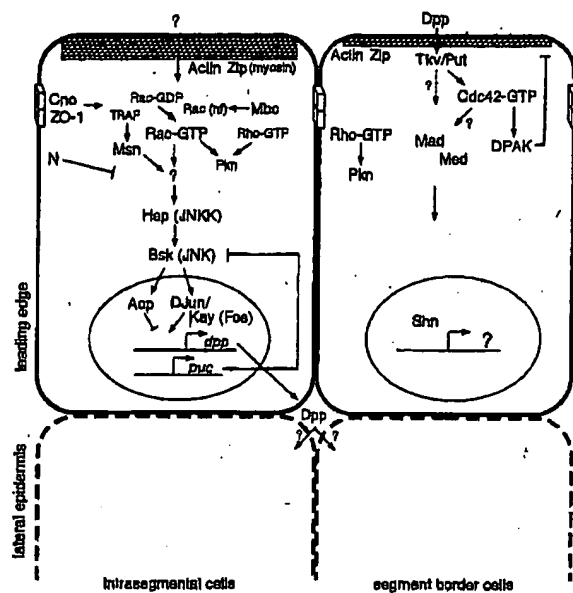 ?
Actin Zip (myosin)
Cno
ZO-1
Rac-GDP
TRAF
Rac (nf)
Mbc
Rac-GTP
Rho-GTP
Msn
Pkn
N
?
Hep (JNKK)
Bsk (JNK)
Aop
DJun/
Kay (Fos)
dpp
puc
leading edge
Dpp
Actin Zip
Tkv/Put
?
Cdc42-GTP
?
Rho-GTP
Mad
Med
DPAK
Pkn
Shn
?
Dpp
?
?
lateral epidermis
intrasegmental cells
segment border cells